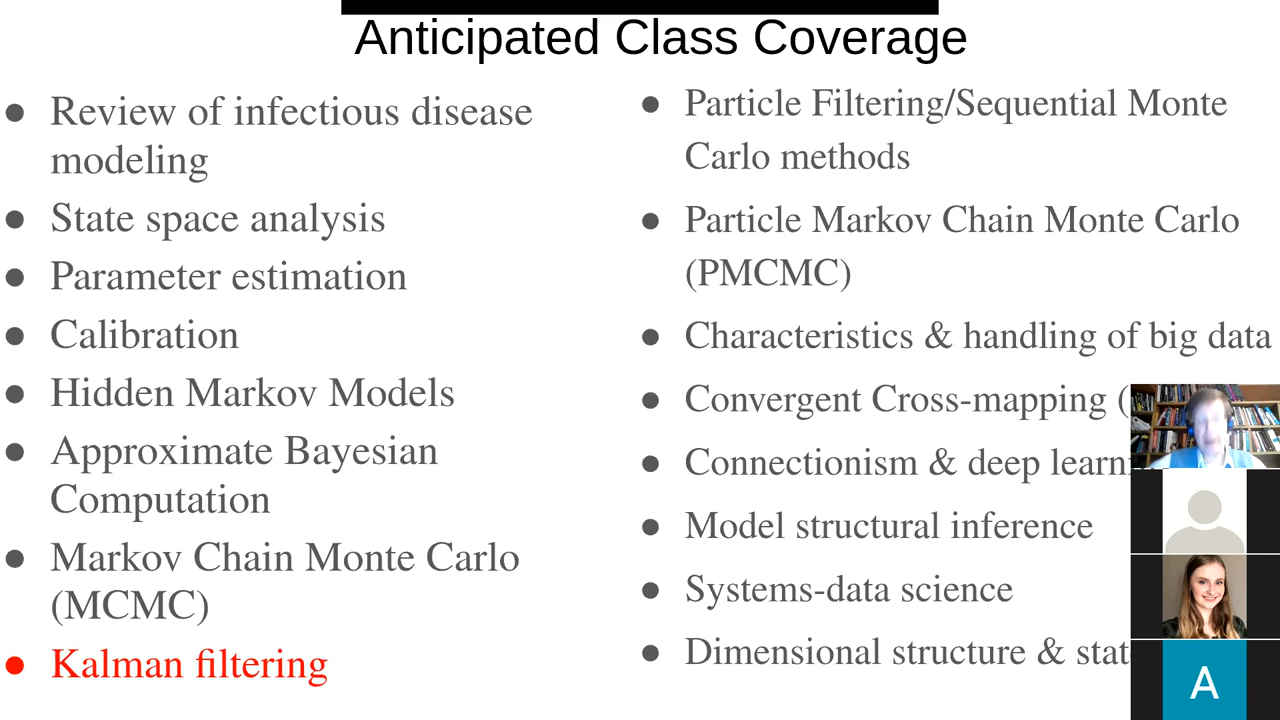 Anticipated Class Coverage
● Review of infectious disease
modeling
● State space analysis
● Parameter estimation
● Calibration
● Hidden Markov Models
● Approximate Bayesian
Computation
● Markov Chain Monte Carlo
(MCMC)
● Kalman filtering
● Particle Filtering/Sequential Monte
Carlo methods
● Particle Markov Chain Monte Carlo
(PMCMC)
● Characteristics & handling of big data
● Convergent Cross-mapping (
● Connectionism & deep
● Model structural inference
● Systems-data science
● Dimensional structure &
A